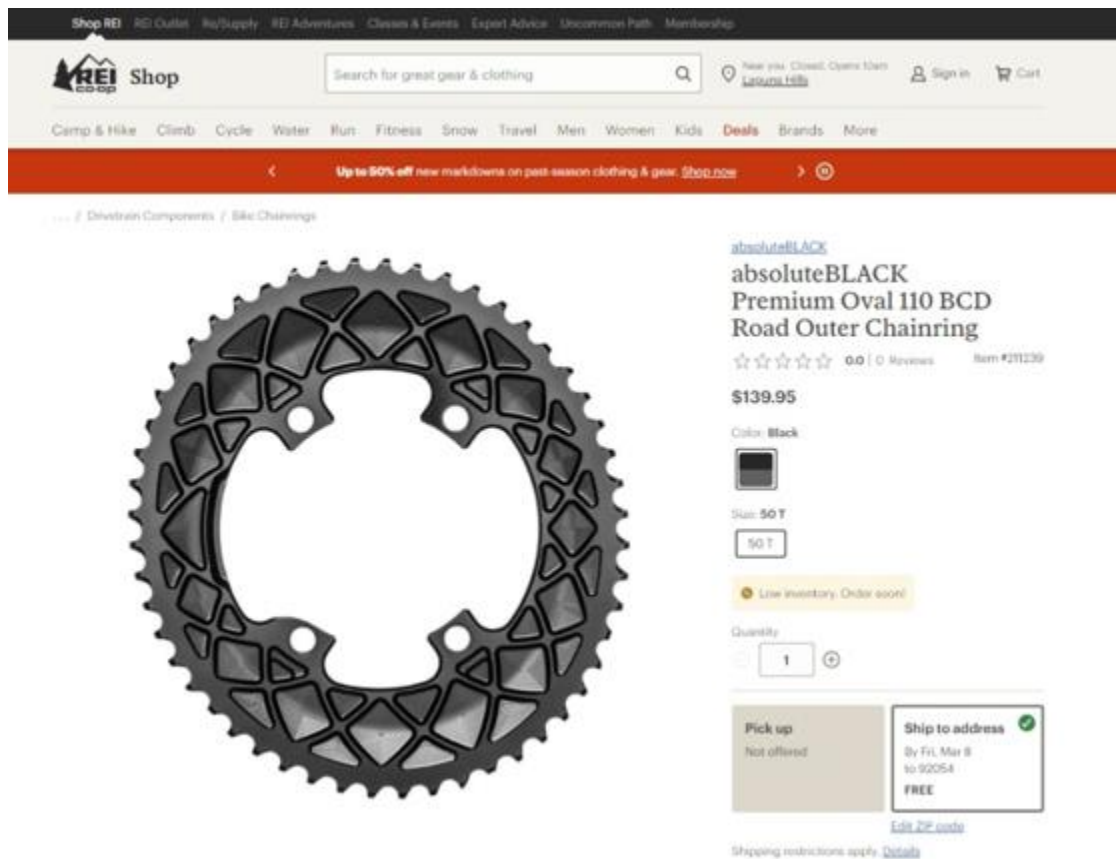 Shop REI REI Outlet Re/Supply REI Adventures Classes & Events Expert Advice Uncommon Path Membership
REI
CO-OP
Shop
Search for great gear & clothing
Near you: Closed, Opens 10am
Laguna Hills
Sign in
Cart
Camp & Hike Climb Cycle Water Run Fitness Snow Travel Men Women Kids Deals Brands More
Up to 50% off new markdowns on past-season clothing & gear. Shop now
... / Drivetrain Components / Bike Chainrings
absoluteBLACK
absoluteBLACK
Premium Oval 110 BCD
Road Outer Chainring
0.0 | 0 Reviews
Item #211239
$139.95
Color: Black
Size: 50 T
50 T
Low inventory. Order soon!
Quantity
1
Pick up
Not offered
Ship to address
By Fri, Mar 8
to 92054
FREE
Edit ZIP code
Shipping restrictions apply. Details